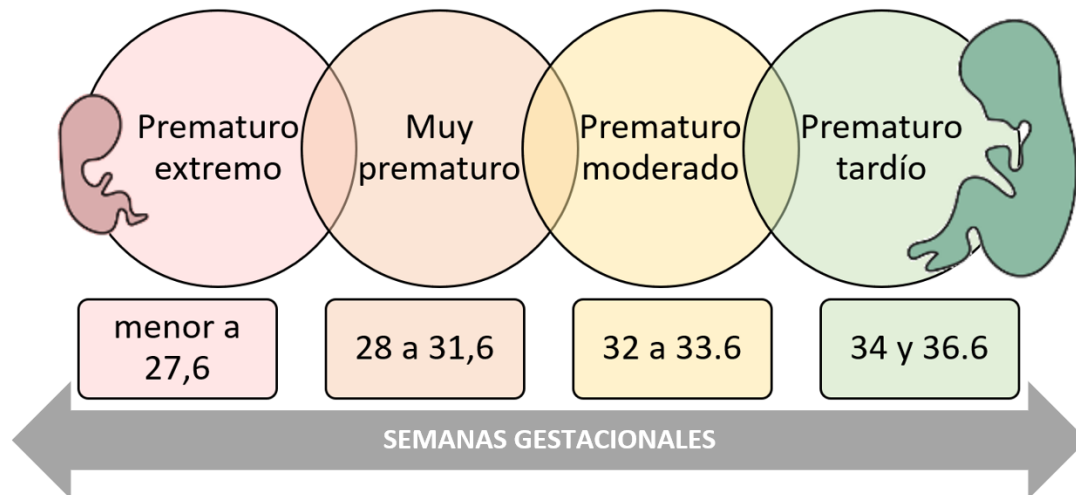 Prematuro
extremo
Muy
prematuro
Prematuro
moderado
Prematuro
tardío
menor a
27,6
28 a 31,6
32 a 33.6
34 y 36.6
SEMANAS GESTACIONALES